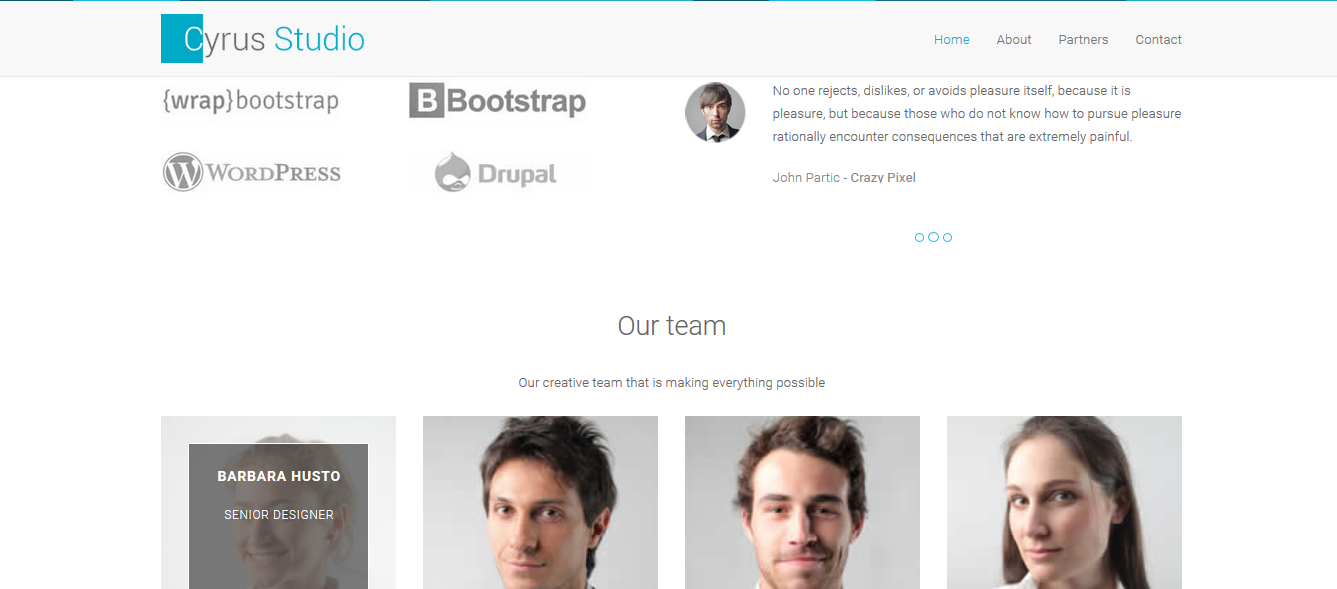 Cyrus Studio
Home About Partners Contact
{wrap}bootstrap
B Bootstrap
WORDPRESS
Drupal
No one rejects, dislikes, or avoids pleasure itself, because it is
pleasure, but because those who do not know how to pursue pleasure
rationally encounter consequences that are extremely painful.
John Partic - Crazy Pixel
Our team
Our creative team that is making everything possible
BARBARA HUSTO
SENIOR DESIGNER